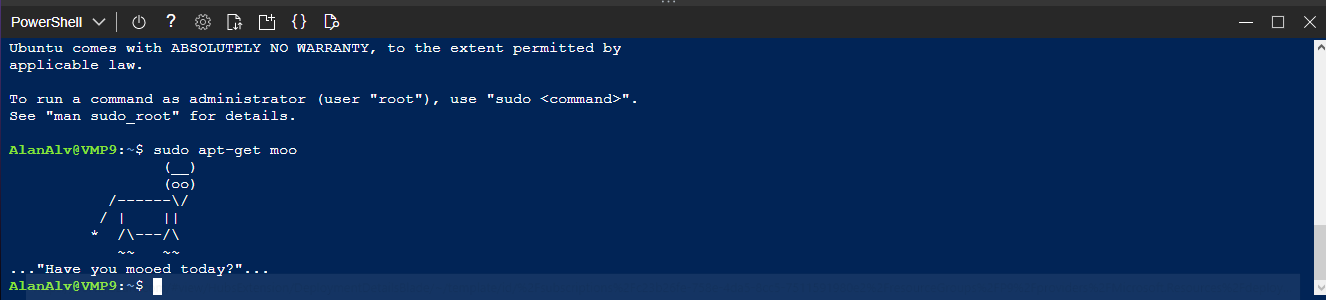 PowerShell
Ubuntu comes with ABSOLUTELY NO WARRANTY, to the extent permitted by
applicable law.
To run a command as administrator (user "root"), use "sudo <command>".
See "man sudo_root" for details.
AlanAlv@VMP9:~$ sudo apt-get moo
                 (__)
                 (oo)
           /------\/
          / |    ||
         *  /\---/\
            ~~   ~~
..."Have you mooed today?"...
AlanAlv@VMP9:~$